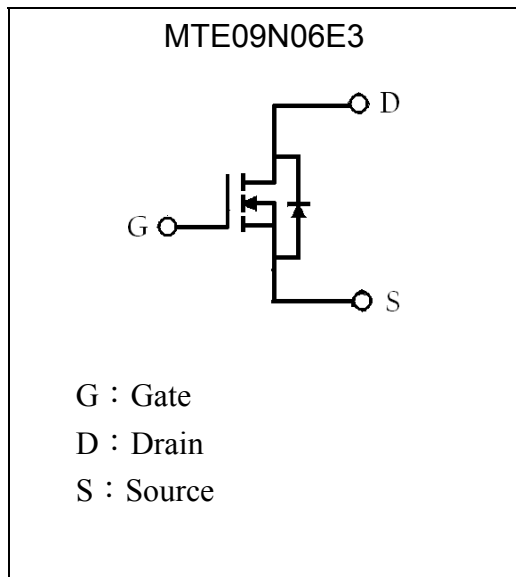 MTE09N06E3
D
G
S
G：Gate
D：Drain
S：Source